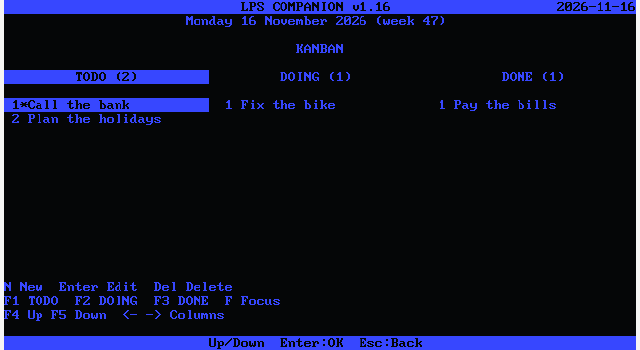 LPS COMPANION v1.16 2026-11-16
Monday 16 November 2026 (week 47)
KANBAN
TODO (2) DOING (1) DONE (1)
1*Call the bank 1 Fix the bike 1 Pay the bills
2 Plan the holidays
N New Enter Edit Del Delete
F1 TODO F2 DOING F3 DONE F Focus
F4 Up F5 Down <- -> Columns
Up/Down Enter:OK Esc:Back